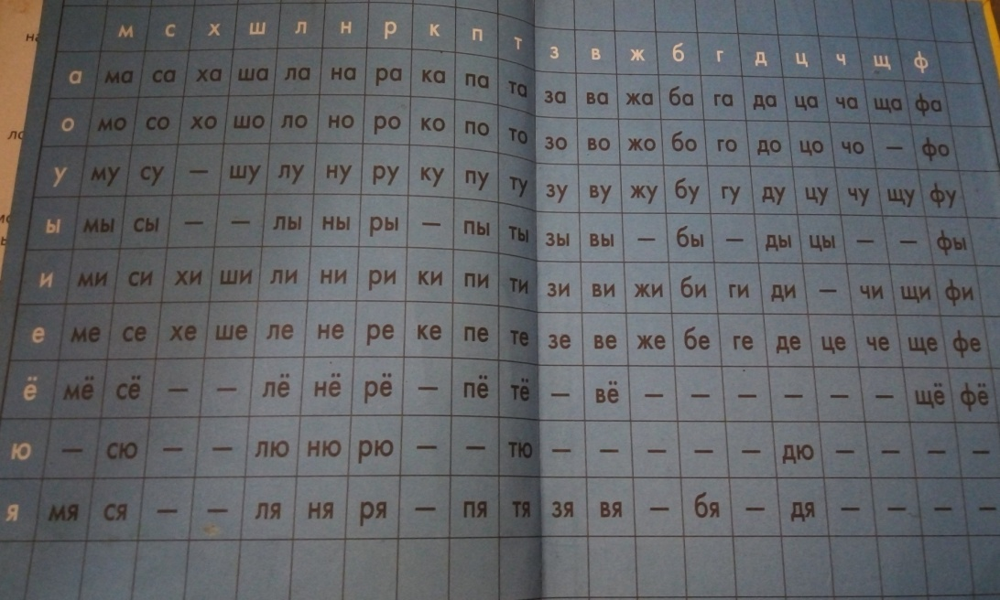 м с х ш л н р к п т з в ж б г д ц ч щ ф
а ма са ха ша ла на ра ка па та за ва жа ба га да ца ча ща фа
о мо со хо шо ло но ро ко по то зо во жо бо го до цо чо — фо
у му су — шу лу ну ру ку пу ту зу ву жу бу гу ду цу чу щу фу
ы мы сы — — лы ны ры — пы ты зы вы — бы — ды цы — — фы
и ми си хи ши ли ни ри ки пи ти зи ви жи би ги ди — чи щи фи
е ме се хе ше ле не ре ке пе те зе ве же бе ге де це че ще фе
ё мё сё — — лё нё рё — пё тё — вё — — — — — — щё фё
ю — сю — — лю ню рю — — тю — — — — — дю — — — —
я мя ся — — ля ня ря — пя тя зя вя — бя — дя — — — —